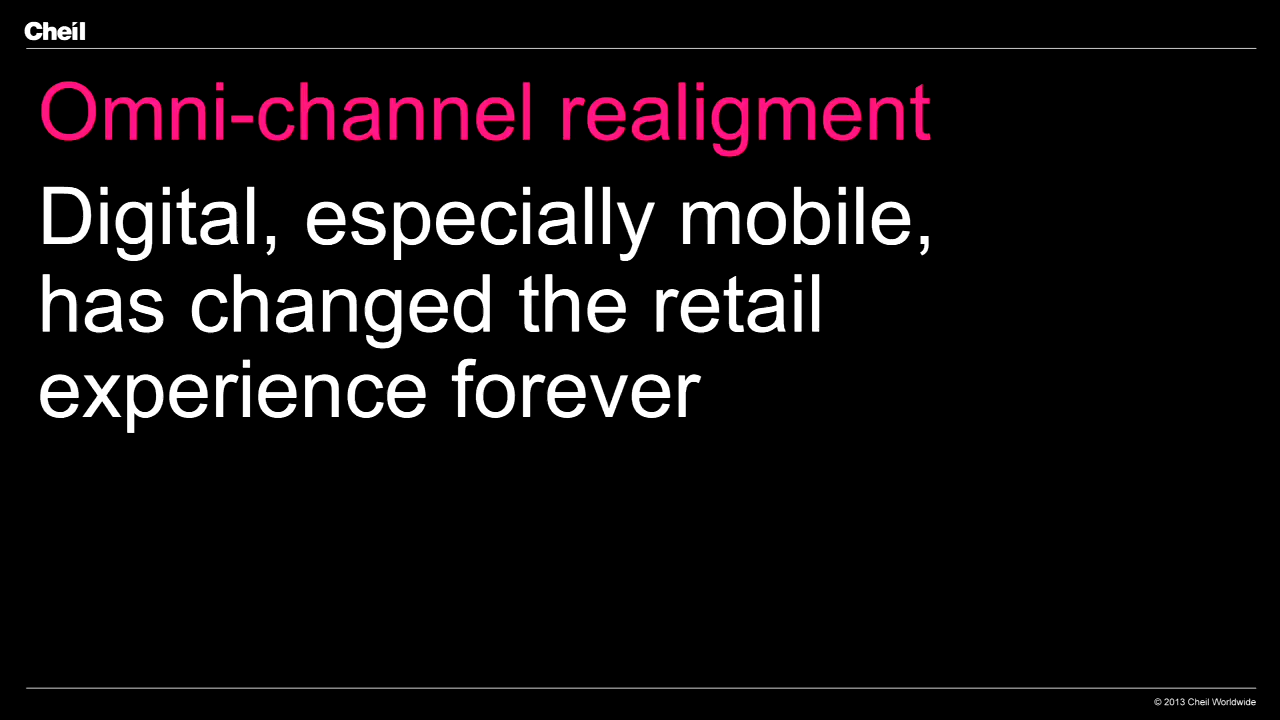 Cheil
Omni-channel realigment
Digital, especially mobile,
has changed the retail
experience forever
© 2013 Cheil Worldwide